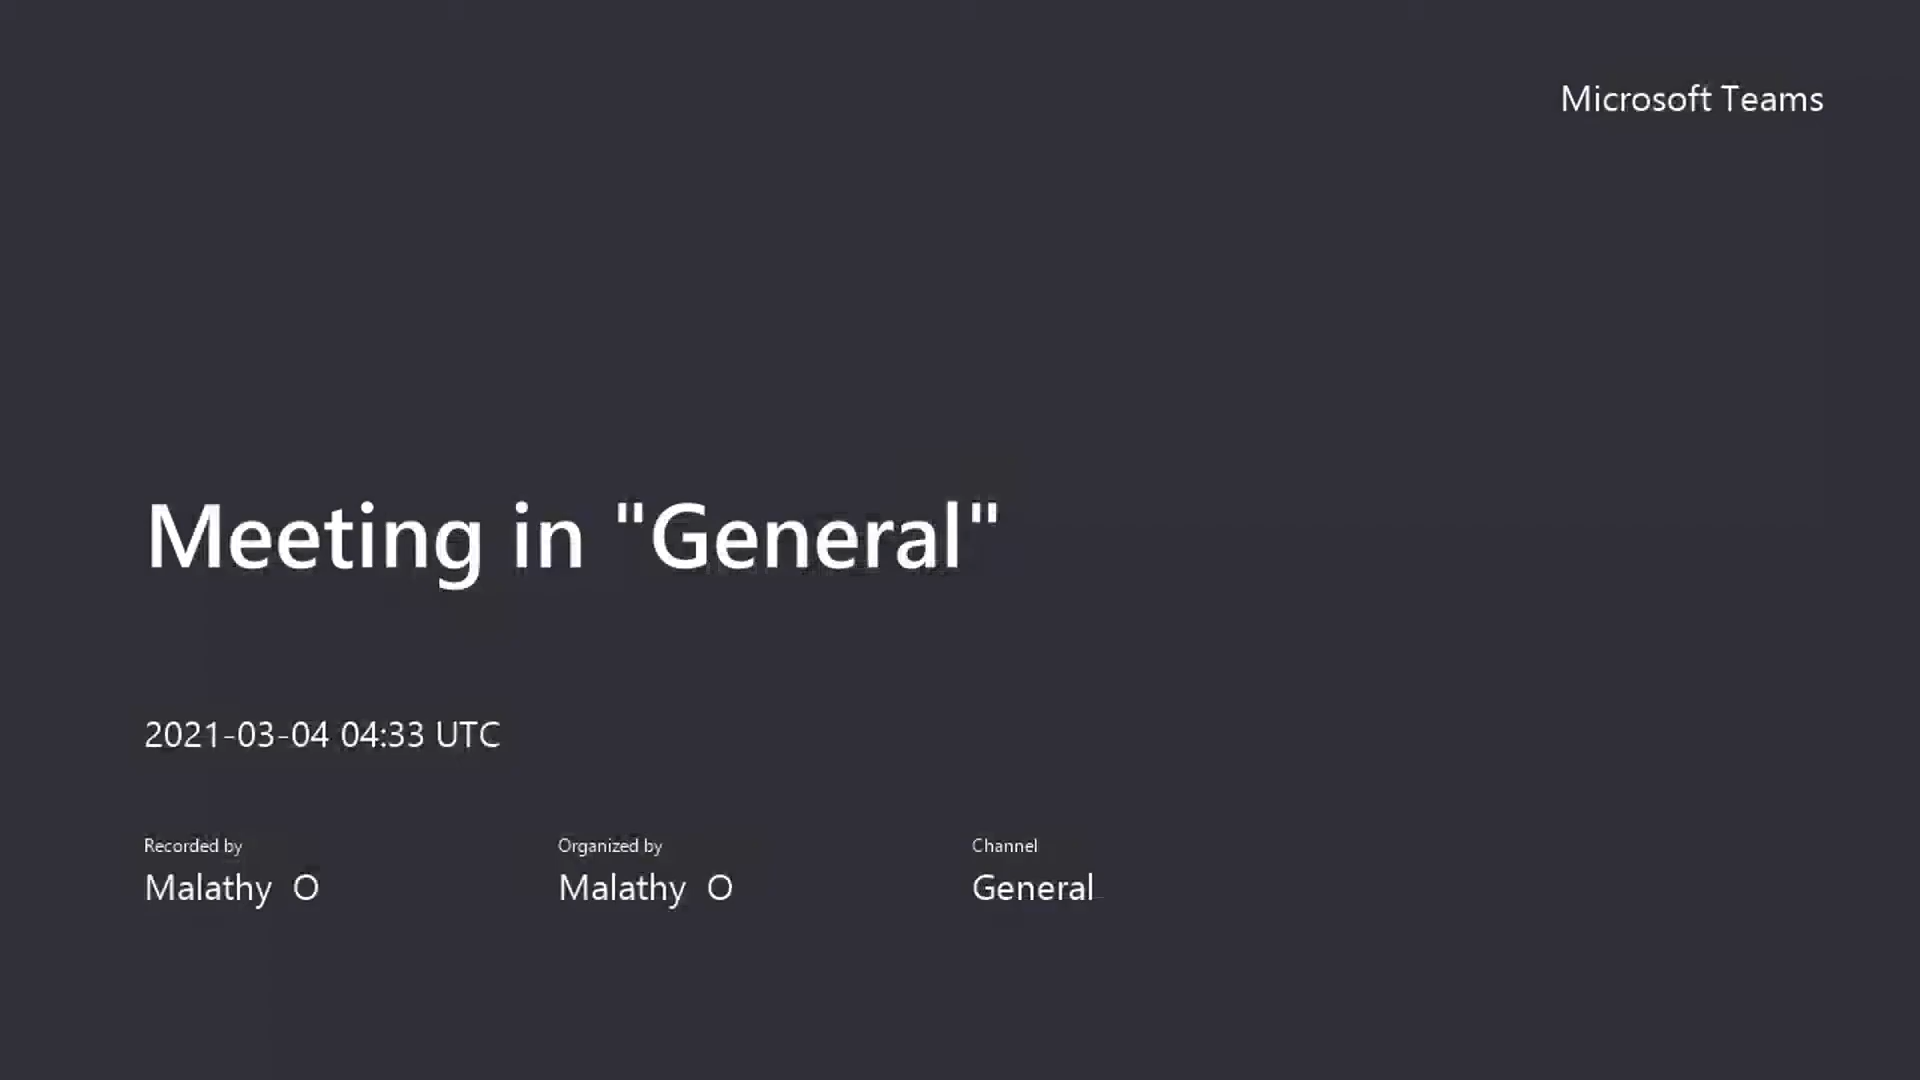 Microsoft Teams
Meeting in "General"
2021-03-04 04:33 UTC
Recorded by
Malathy  O
Organized by
Malathy  O
Channel
General